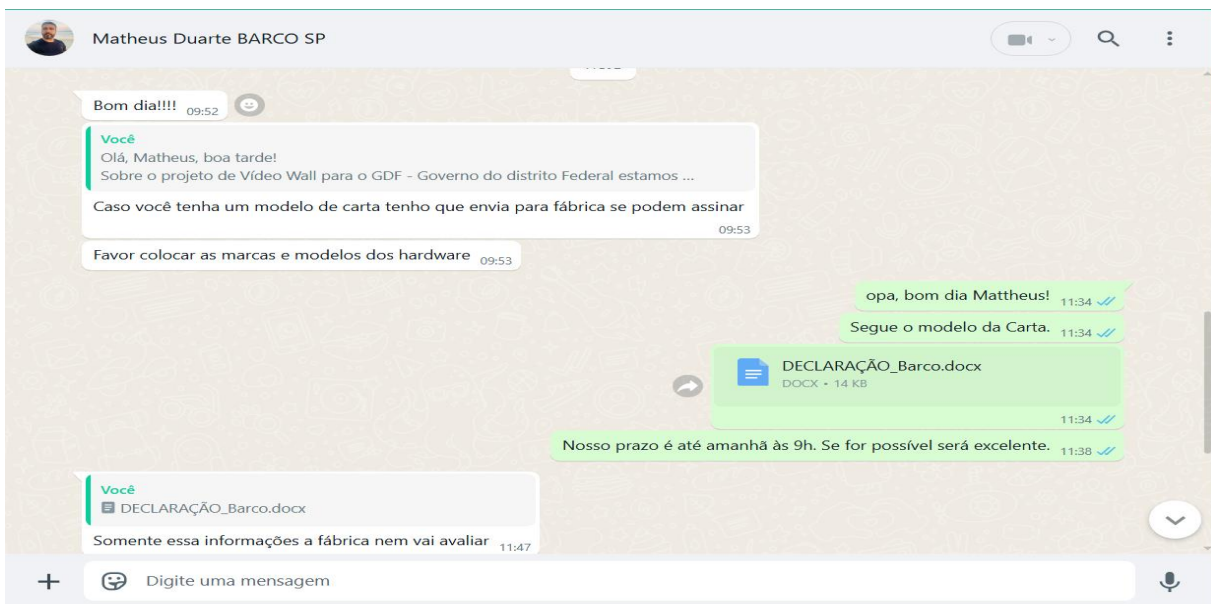 Matheus Duarte BARCO SP
Bom dia!!!! 09:52
Você
Olá, Matheus, boa tarde!
Sobre o projeto de Vídeo Wall para o GDF - Governo do distrito Federal estamos ...
Caso você tenha um modelo de carta tenho que envia para fábrica se podem assinar
09:53
Favor colocar as marcas e modelos dos hardware 09:53
opa, bom dia Mattheus! 11:34
Segue o modelo da Carta. 11:34
DECLARAÇÃO_Barco.docx
DOCX • 14 KB
11:34
Nosso prazo é até amanhã às 9h. Se for possível será excelente. 11:38
Você
DECLARAÇÃO_Barco.docx
Somente essa informações a fábrica nem vai avaliar 11:47
Digite uma mensagem